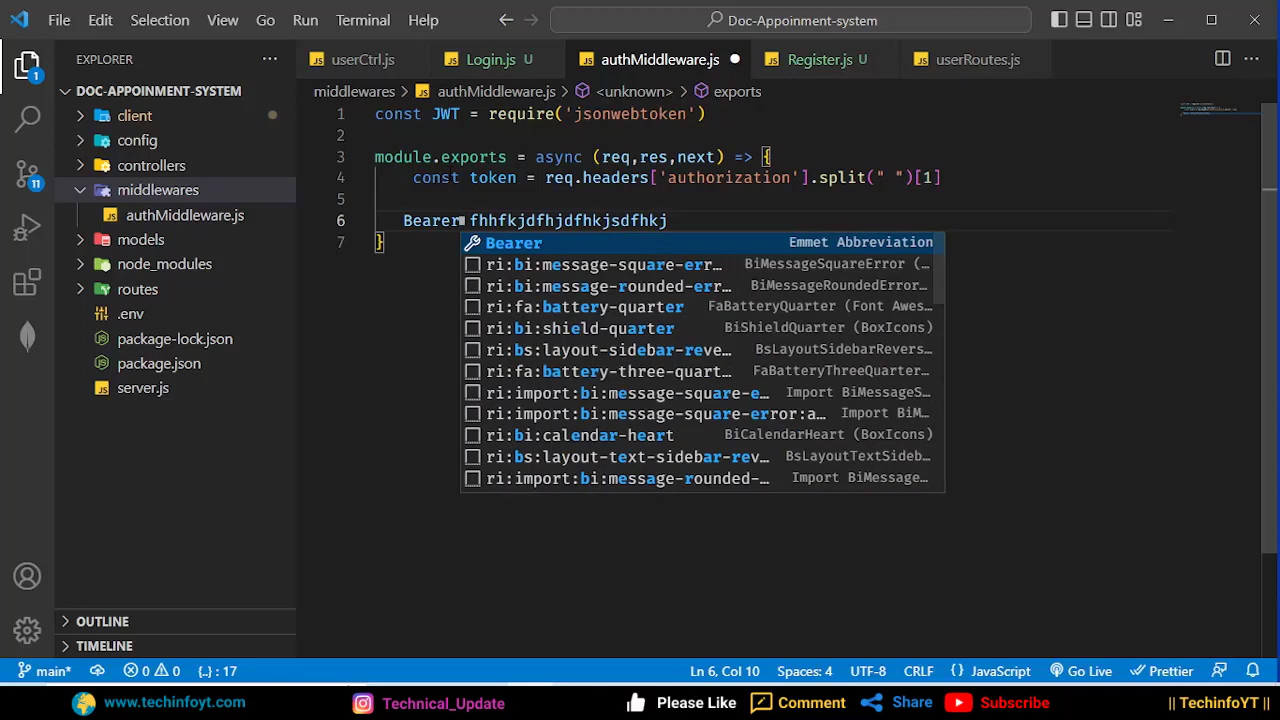 File Edit Selection View Go Run Terminal Help
Doc-Appoinment-system
EXPLORER
userCtrl.js
Login.js U
authMiddleware.js
Register.js U
userRoutes.js
middlewares > authMiddleware.js > <unknown> > exports
DOC-APPOINMENT-SYSTEM
client
config
controllers
middlewares
authMiddleware.js
models
node_modules
routes
.env
package-lock.json
package.json
server.js
OUTLINE
TIMELINE
1
11
1 const JWT = require('jsonwebtoken')
2
3 module.exports = async (req,res,next) => {
4 const token = req.headers['authorization'].split(" ")[1]
5
6 Bearer fhhfkjdfhjdfhkjsdfhkj
7 }
Bearer Emmet Abbreviation
ri:bi:message-square-err… BiMessageSquareError (…
ri:bi:message-rounded-err… BiMessageRoundedError…
ri:fa:battery-quarter FaBatteryQuarter (Font Awes…
ri:bi:shield-quarter BiShieldQuarter (BoxIcons)
ri:bs:layout-sidebar-reve… BsLayoutSidebarRevers…
ri:fa:battery-three-quart… FaBatteryThreeQuarter…
ri:import:bi:message-square-e… Import BiMessageS…
ri:import:bi:message-square-error:a… Import BiM…
ri:bi:calendar-heart BiCalendarHeart (BoxIcons)
ri:bs:layout-text-sidebar-rev… BsLayoutTextSideb…
ri:import:bi:message-rounded-… Import BiMessage…
main* 0 0 {..} : 17 Ln 6, Col 10 Spaces: 4 UTF-8 CRLF {} JavaScript Go Live Prettier
www.techinfoyt.com Technical_Update Please Like Comment Share Subscribe || TechinfoYT ||